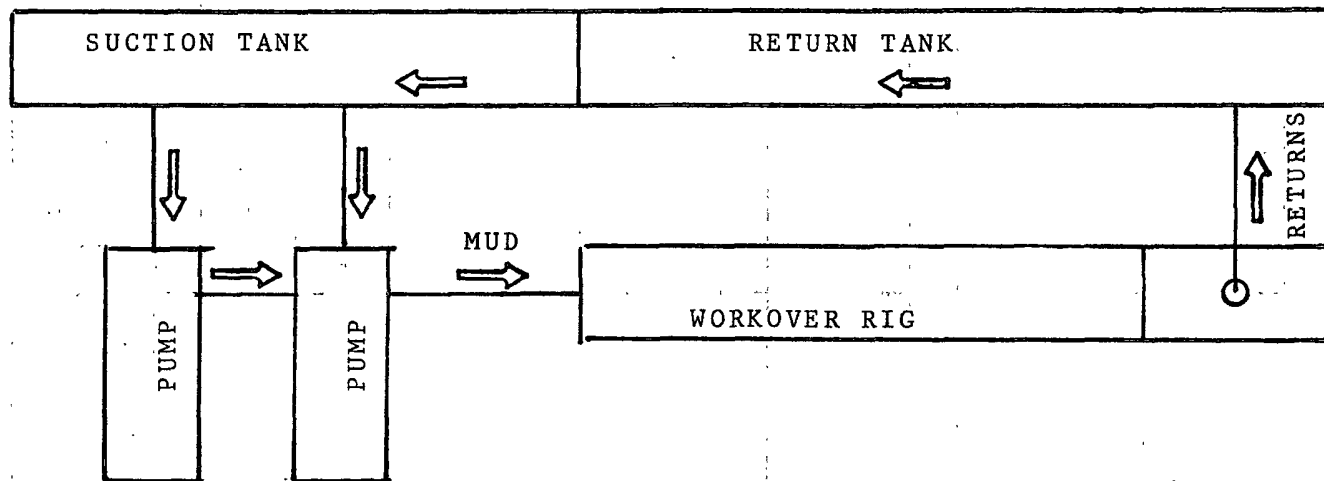 SUCTION TANK
RETURN TANK
RETURNS
MUD
PUMP
PUMP
WORKOVER RIG